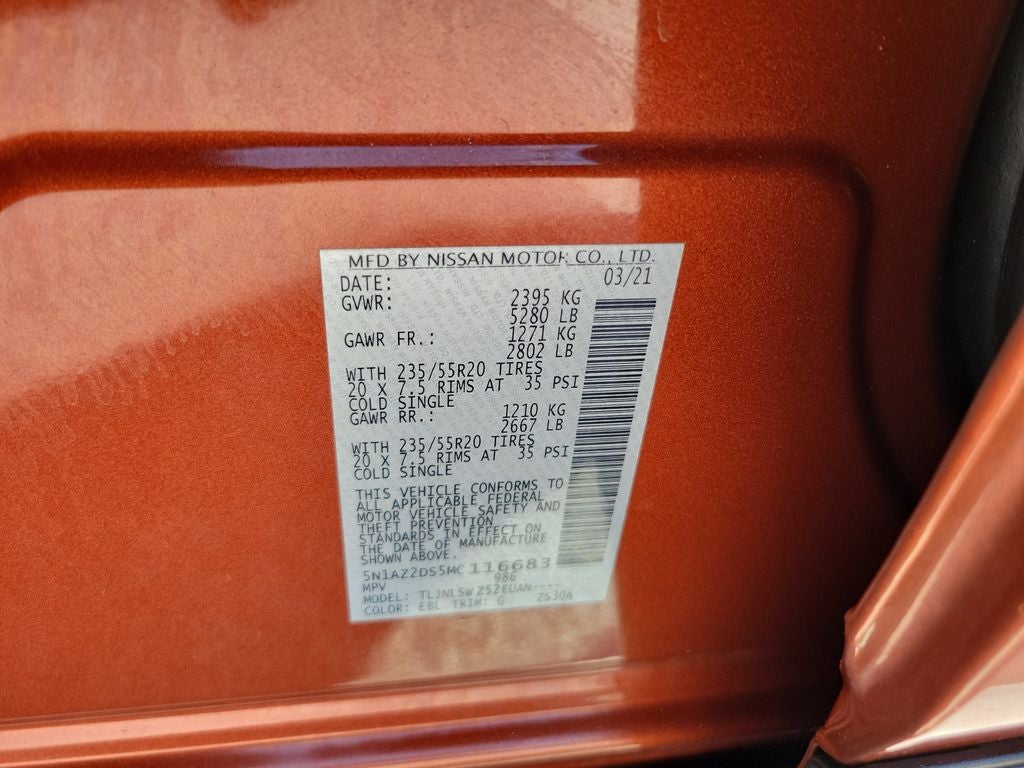 MFD BY NISSAN MOTOR CO., LTD.
DATE: 03/21
GVWR: 2395 KG
5280 LB
GAWR FR.: 1271 KG
2802 LB
WITH 235/55R20 TIRES
20 X 7.5 RIMS AT 35 PSI
COLD SINGLE
GAWR RR.: 1210 KG
2667 LB
WITH 235/55R20 TIRES
20 X 7.5 RIMS AT 35 PSI
COLD SINGLE
THIS VEHICLE CONFORMS TO
ALL APPLICABLE FEDERAL
MOTOR VEHICLE SAFETY AND
THEFT PREVENTION
STANDARDS IN EFFECT ON
THE DATE OF MANUFACTURE
SHOWN ABOVE.
5N1AZ2DS5MC116683
MPV 986
MODEL: TLJNLSW Z52EUAN----
COLOR: EBL TRIM: G ZS30A